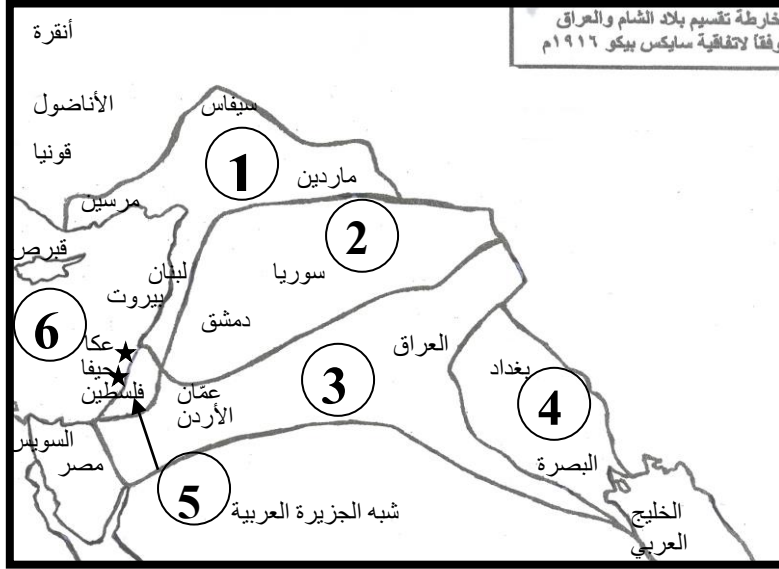 خارطة تقسيم بلاد الشام والعراق
وفقاً لاتفاقية سايكس بيكو ١٩١٦م
أنقرة
الأناضول
سيفاس
قونيا
1
ماردين
مرسين
2
قبرص
لبنان
سوريا
بيروت
6
دمشق
عكا
العراق
حيفا
بغداد
فلسطين
عمّان
3
4
الأردن
السويس
مصر
البصرة
5
شبه الجزيرة العربية
الخليج
العربي